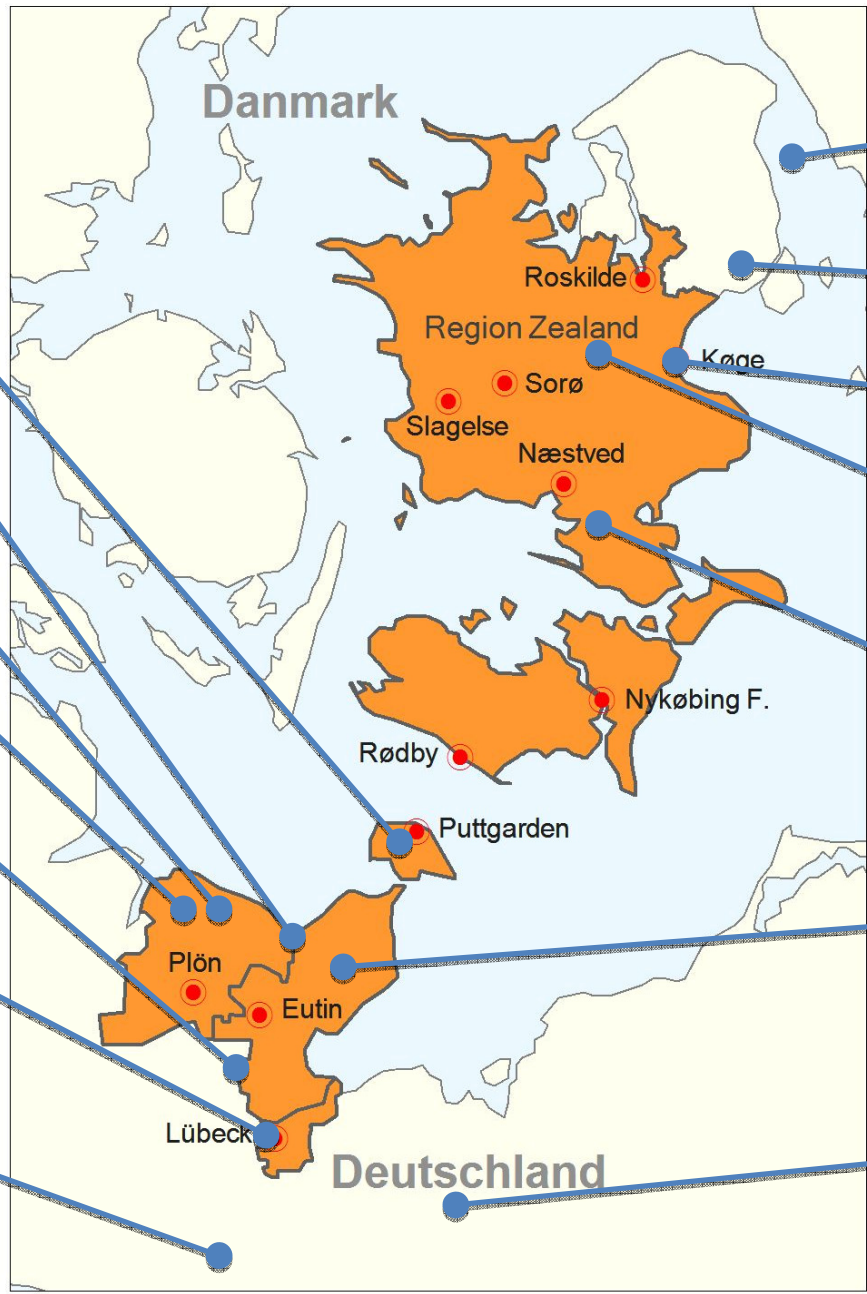 Danmark
Roskilde
Region Zealand
Køge
Sorø
Slagelse
Næstved
Nykøbing F.
Rødby
Puttgarden
Plön
Eutin
Lübeck
Deutschland